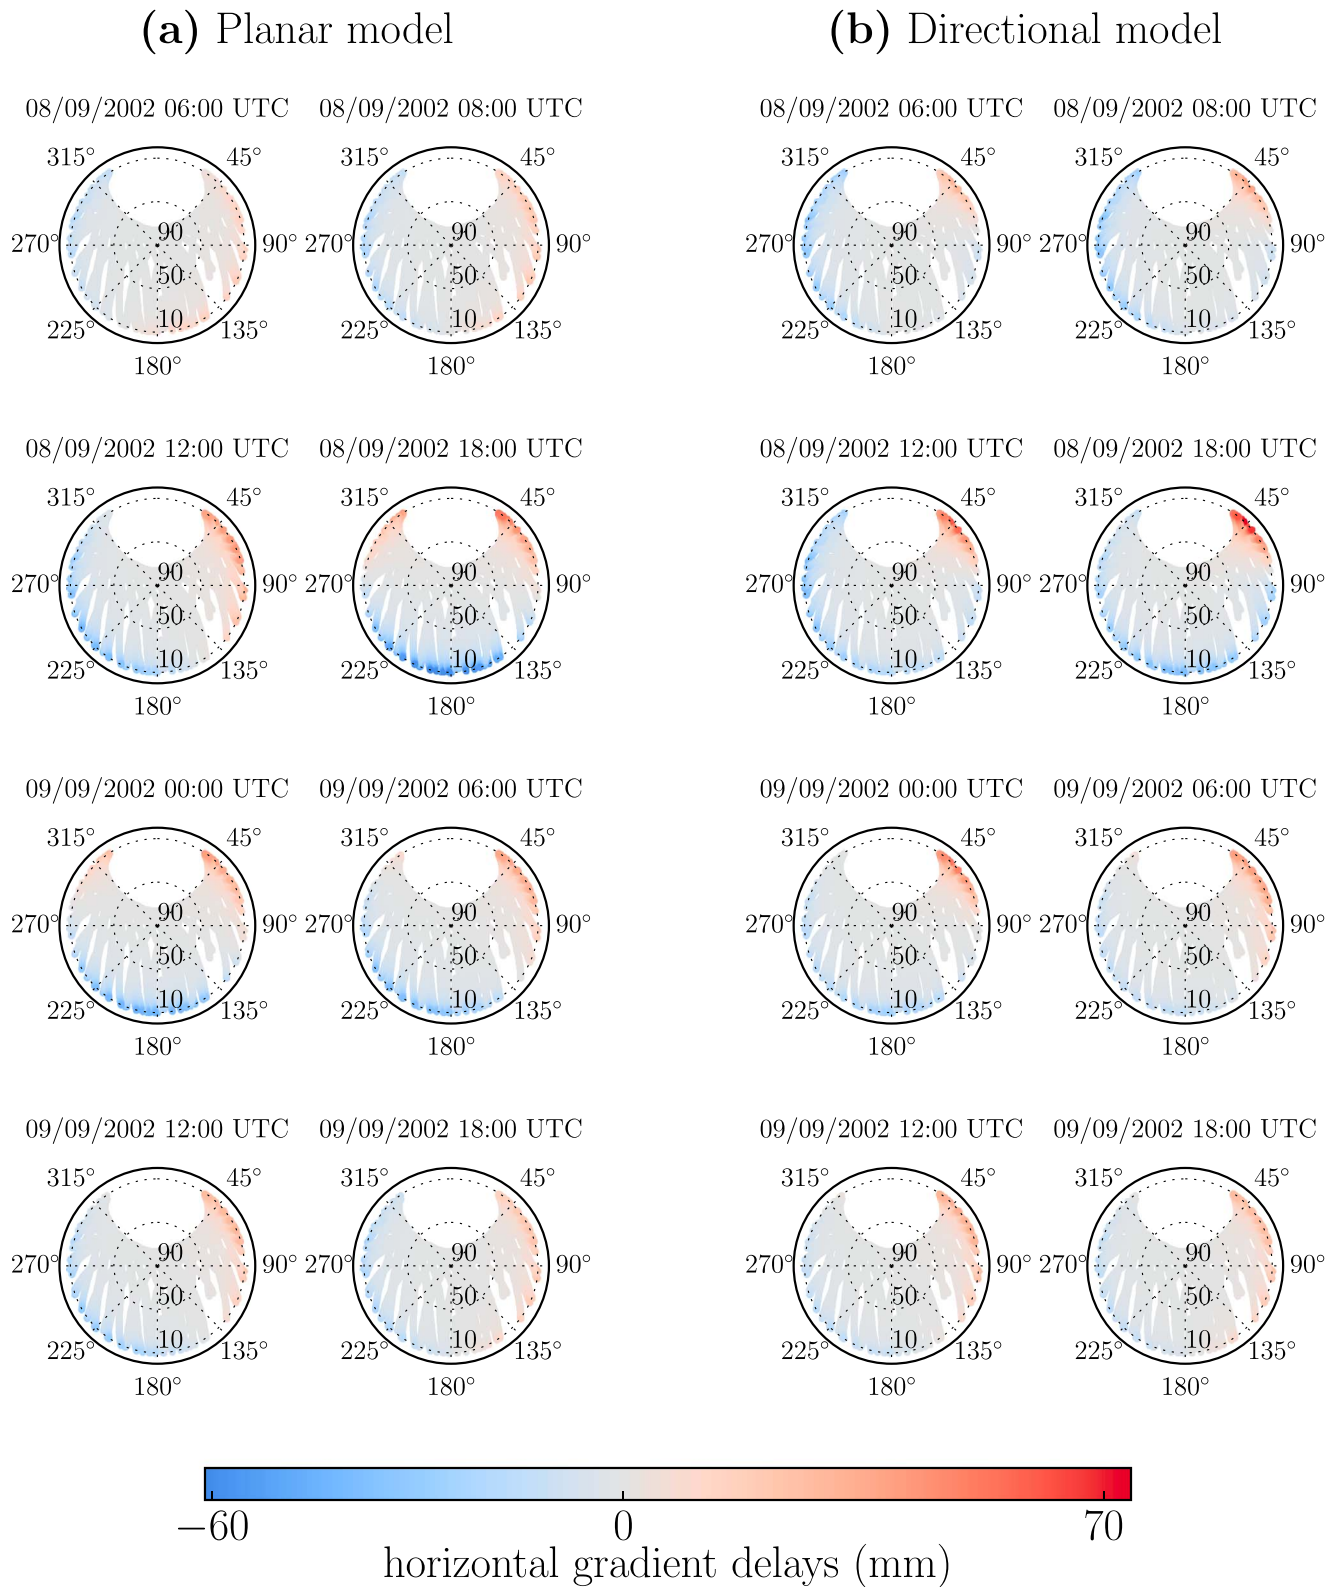 (a) Planar model (b) Directional model
08/09/2002 06:00 UTC 08/09/2002 08:00 UTC 08/09/2002 06:00 UTC 08/09/2002 08:00 UTC
315° 45° 315° 45° 315° 45° 315° 45°
90 90 90 90
270° 90° 270° 90° 270° 90° 270° 90°
50 50 50 50
10 10 10 10
225° 135° 225° 135° 225° 135° 225° 135°
180° 180° 180° 180°
08/09/2002 12:00 UTC 08/09/2002 18:00 UTC 08/09/2002 12:00 UTC 08/09/2002 18:00 UTC
315° 45° 315° 45° 315° 45° 315° 45°
90 90 90 90
270° 90° 270° 90° 270° 90° 270° 90°
50 50 50 50
10 10 10 10
225° 135° 225° 135° 225° 135° 225° 135°
180° 180° 180° 180°
09/09/2002 00:00 UTC 09/09/2002 06:00 UTC 09/09/2002 00:00 UTC 09/09/2002 06:00 UTC
315° 45° 315° 45° 315° 45° 315° 45°
90 90 90 90
270° 90° 270° 90° 270° 90° 270° 90°
50 50 50 50
10 10 10 10
225° 135° 225° 135° 225° 135° 225° 135°
180° 180° 180° 180°
09/09/2002 12:00 UTC 09/09/2002 18:00 UTC 09/09/2002 12:00 UTC 09/09/2002 18:00 UTC
315° 45° 315° 45° 315° 45° 315° 45°
90 90 90 90
270° 90° 270° 90° 270° 90° 270° 90°
50 50 50 50
10 10 10 10
225° 135° 225° 135° 225° 135° 225° 135°
180° 180° 180° 180°
−60 0 70
horizontal gradient delays (mm)